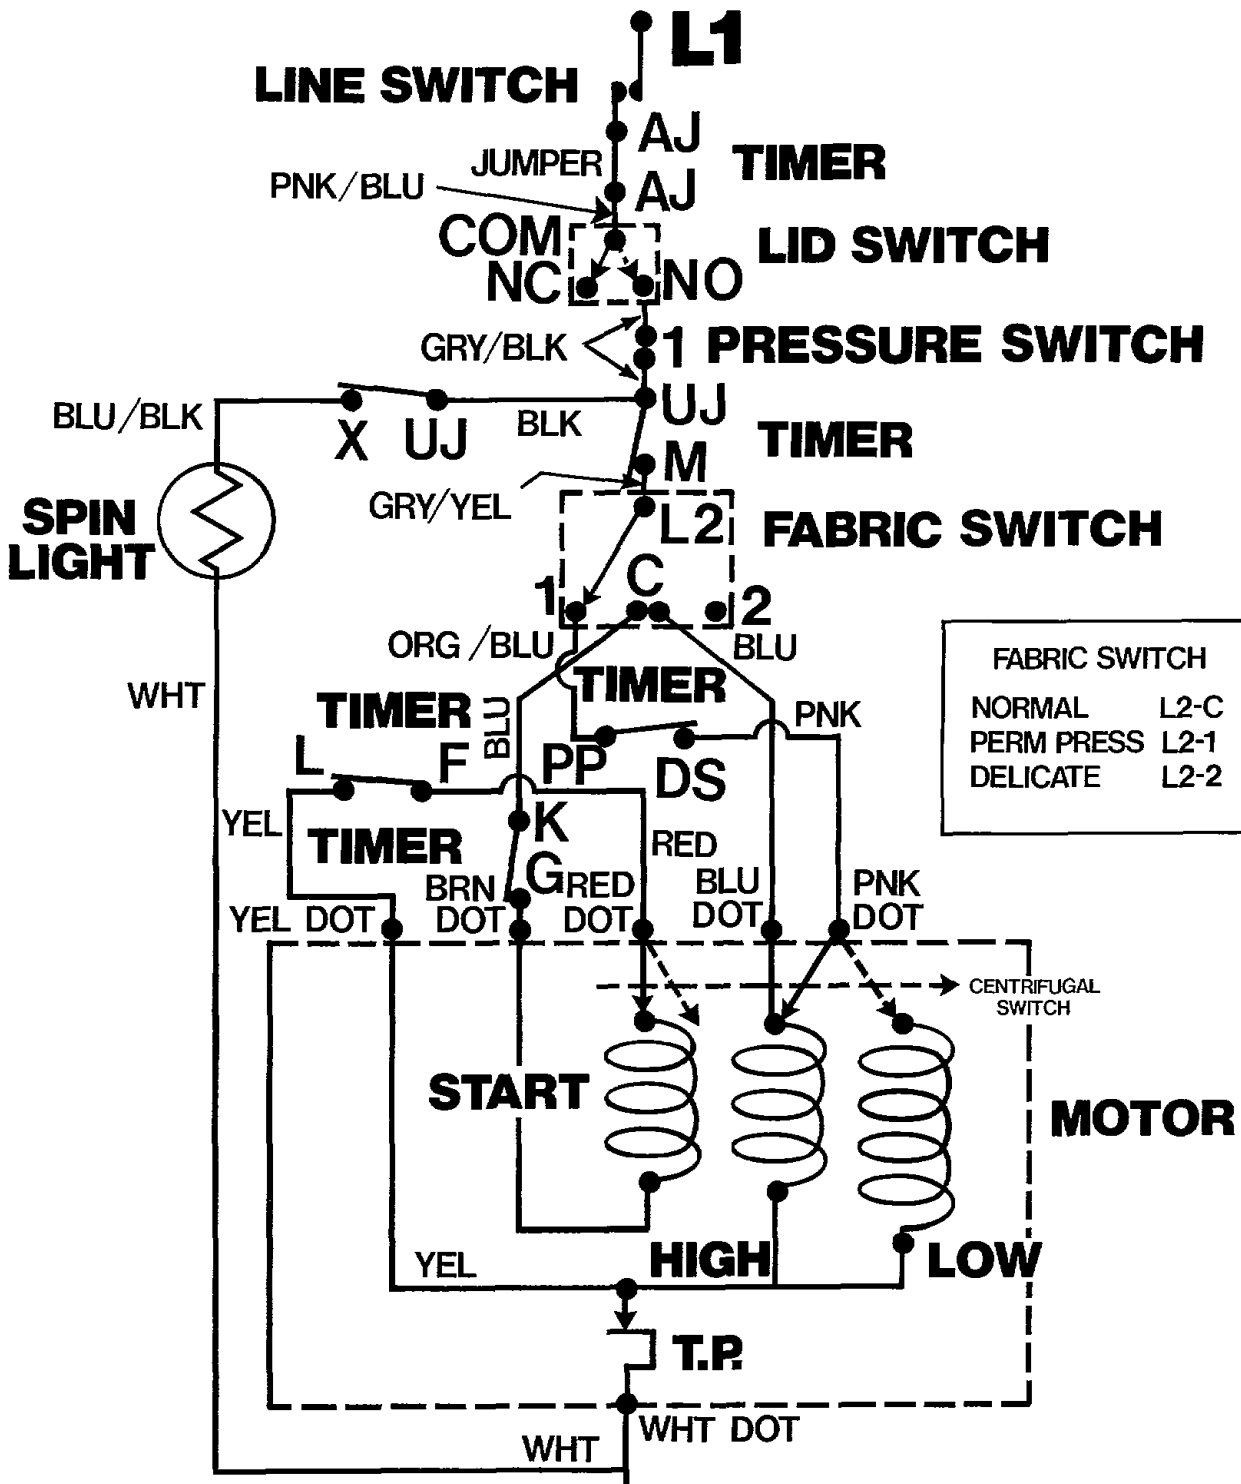 L1
LINE SWITCH
AJ
JUMPER
TIMER
PNK/BLU
AJ
COM
LID SWITCH
NC
NO
GRY/BLK
1 PRESSURE SWITCH
BLU/BLK
X
UJ
BLK
UJ
TIMER
M
GRY/YEL
SPIN
LIGHT
L2
FABRIC SWITCH
C
1
2
ORG/BLU
BLU
FABRIC SWITCH
NORMAL L2-C
PERM PRESS L2-1
DELICATE L2-2
WHT
TIMER
BLU
TIMER
PNK
L
F
PP
DS
YEL
TIMER
K
RED
BRN
G
RED
BLU
PNK
YEL DOT
DOT
DOT
DOT
DOT
CENTRIFUGAL
SWITCH
START
MOTOR
YEL
HIGH
LOW
T.P.
WHT DOT
WHT